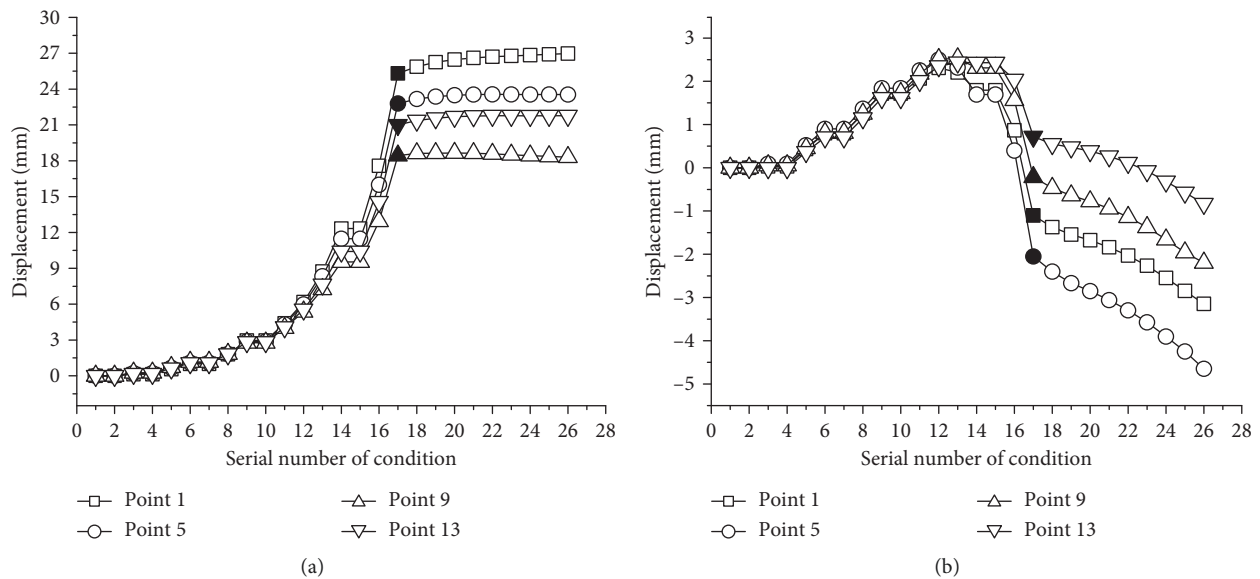 30
27
24
21
18
15
12
9
6
3
0
Displacement (mm)
0 2 4 6 8 10 12 14 16 18 20 22 24 26 28
Serial number of condition
Point 1 Point 9
Point 5 Point 13
(a)
3
2
1
0
−1
−2
−3
−4
−5
Displacement (mm)
0 2 4 6 8 10 12 14 16 18 20 22 24 26 28
Serial number of condition
Point 1 Point 9
Point 5 Point 13
(b)